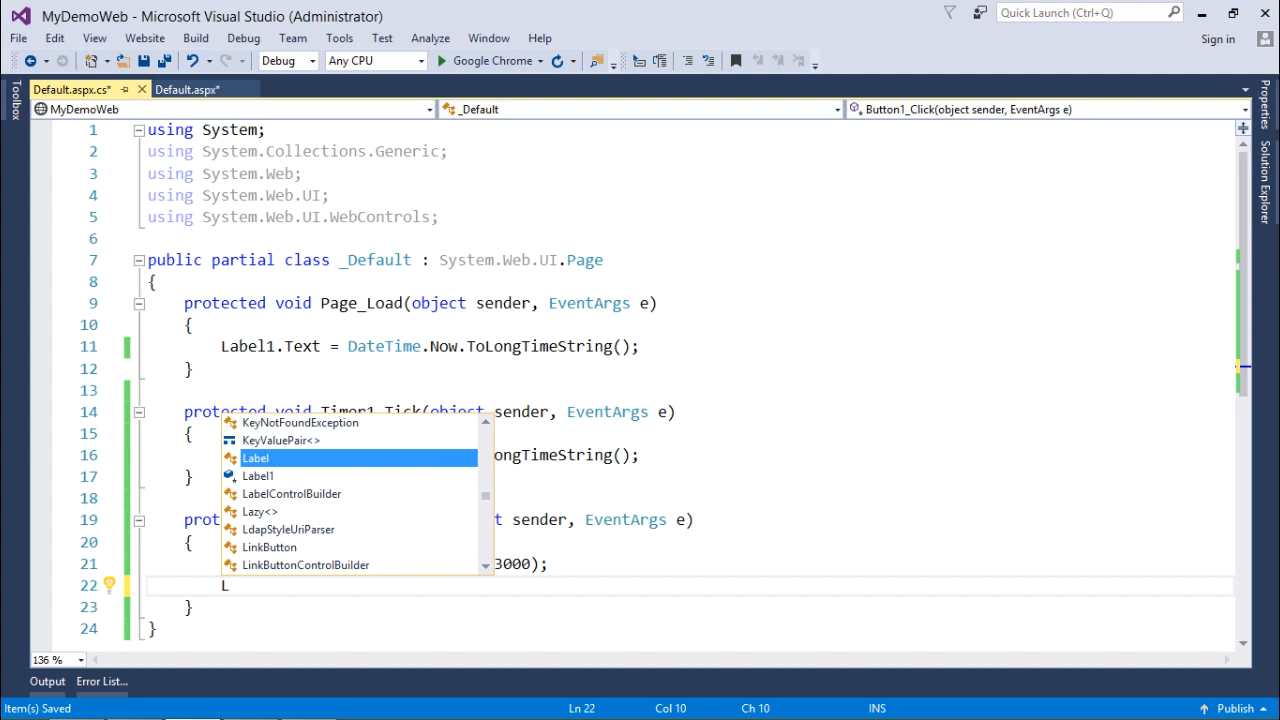 MyDemoWeb - Microsoft Visual Studio (Administrator)
Quick Launch (Ctrl+Q)
File Edit View Website Build Debug Team Tools Test Analyze Window Help
Sign in
Debug Any CPU Google Chrome
Default.aspx.cs* Default.aspx*
Toolbox
Properties
Solution Explorer
MyDemoWeb _Default Button1_Click(object sender, EventArgs e)
1 using System;
2 using System.Collections.Generic;
3 using System.Web;
4 using System.Web.UI;
5 using System.Web.UI.WebControls;
6
7 public partial class _Default : System.Web.UI.Page
8 {
9 protected void Page_Load(object sender, EventArgs e)
10 {
11 Label1.Text = DateTime.Now.ToLongTimeString();
12 }
13
14 protected void Timer1_Tick(object sender, EventArgs e)
15 {
16 ongTimeString();
17 }
18
19 prot t sender, EventArgs e)
20 {
21 3000);
22 L
23 }
24 }
KeyNotFoundException
KeyValuePair<>
Label
Label1
LabelControlBuilder
Lazy<>
LdapStyleUriParser
LinkButton
LinkButtonControlBuilder
136 %
Output Error List...
Item(s) Saved Ln 22 Col 10 Ch 10 INS Publish